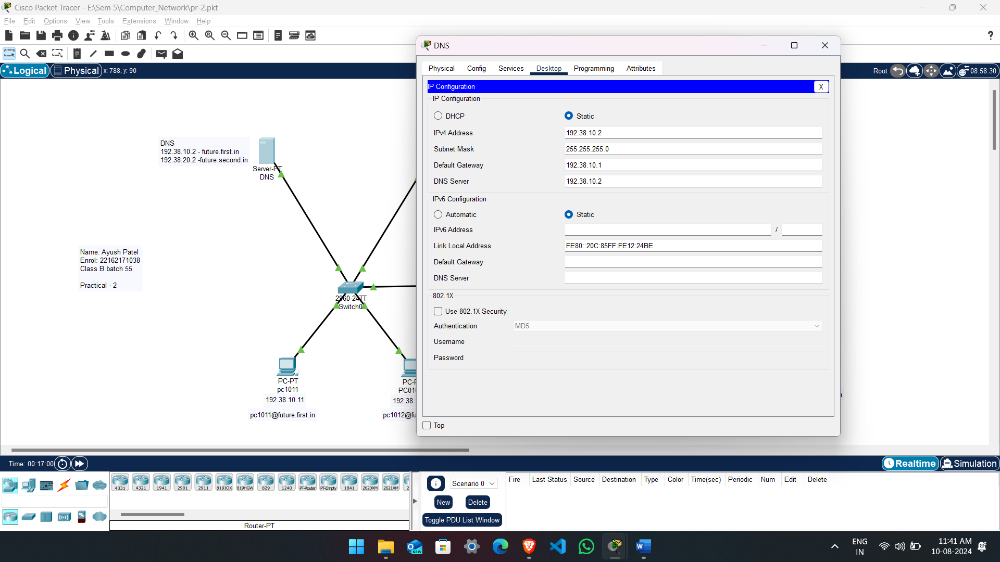 Cisco Packet Tracer - E:\Sem 5\Computer_Network\pr-2.pkt
File Edit Options View Tools Extensions Window Help
?
Logical Physical x: 788, y: 90
Root 08:58:30
DNS
192.38.10.2 - future.first.in
192.38.20.2 -future.second.in
Server-PT
DNS
Name: Ayush Patel
Enrol: 22162171038
Class B batch 55
Practical - 2
2960-24TT
Switch0
PC-PT
pc1011
192.38.10.11
pc1011@future.first.in
PC-P
PC010
192.38.1
pc1012@fu
DNS
Physical Config Services Desktop Programming Attributes
IP Configuration X
IP Configuration
DHCP Static
IPv4 Address 192.38.10.2
Subnet Mask 255.255.255.0
Default Gateway 192.38.10.1
DNS Server 192.38.10.2
IPv6 Configuration
Automatic Static
IPv6 Address /
Link Local Address FE80::20C:85FF:FE12:24BE
Default Gateway
DNS Server
802.1X
Use 802.1X Security
Authentication MD5
Username
Password
Top
Time: 00:17:00
Realtime Simulation
4331 4321 1941 2901 2911 819IOX 819HGW 829 1240 PT-Router PT-Empty 1841 2620XM 2621XM 2
Router-PT
Scenario 0
New Delete
Toggle PDU List Window
Fire Last Status Source Destination Type Color Time(sec) Periodic Num Edit Delete
NEW
ENG
IN
11:41 AM
10-08-2024